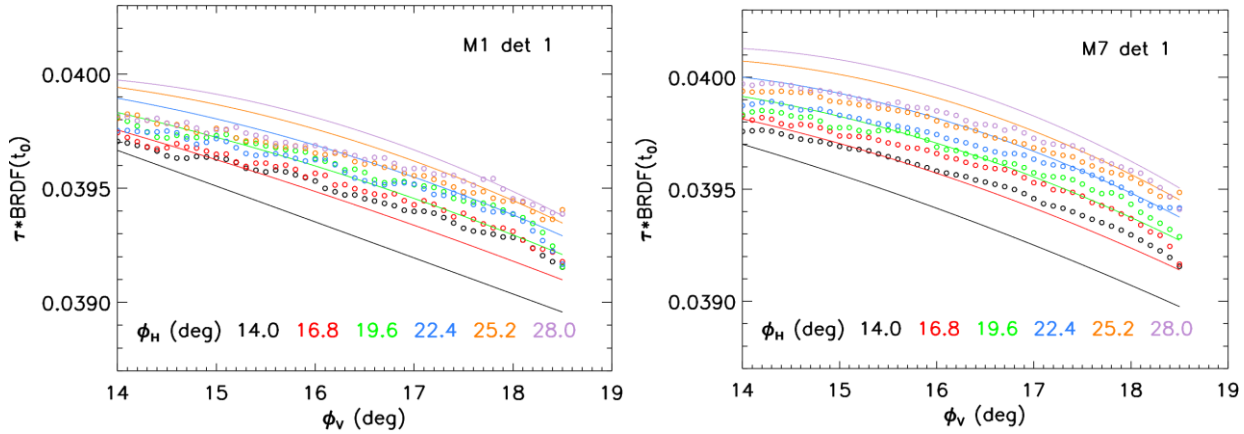 M1 det 1
τ*BRDF(t₀)
0.0400
0.0395
0.0390
ϕH (deg) 14.0 16.8 19.6 22.4 25.2 28.0
14 15 16 17 18 19
ϕV (deg)
M7 det 1
τ*BRDF(t₀)
0.0400
0.0395
0.0390
ϕH (deg) 14.0 16.8 19.6 22.4 25.2 28.0
14 15 16 17 18 19
ϕV (deg)